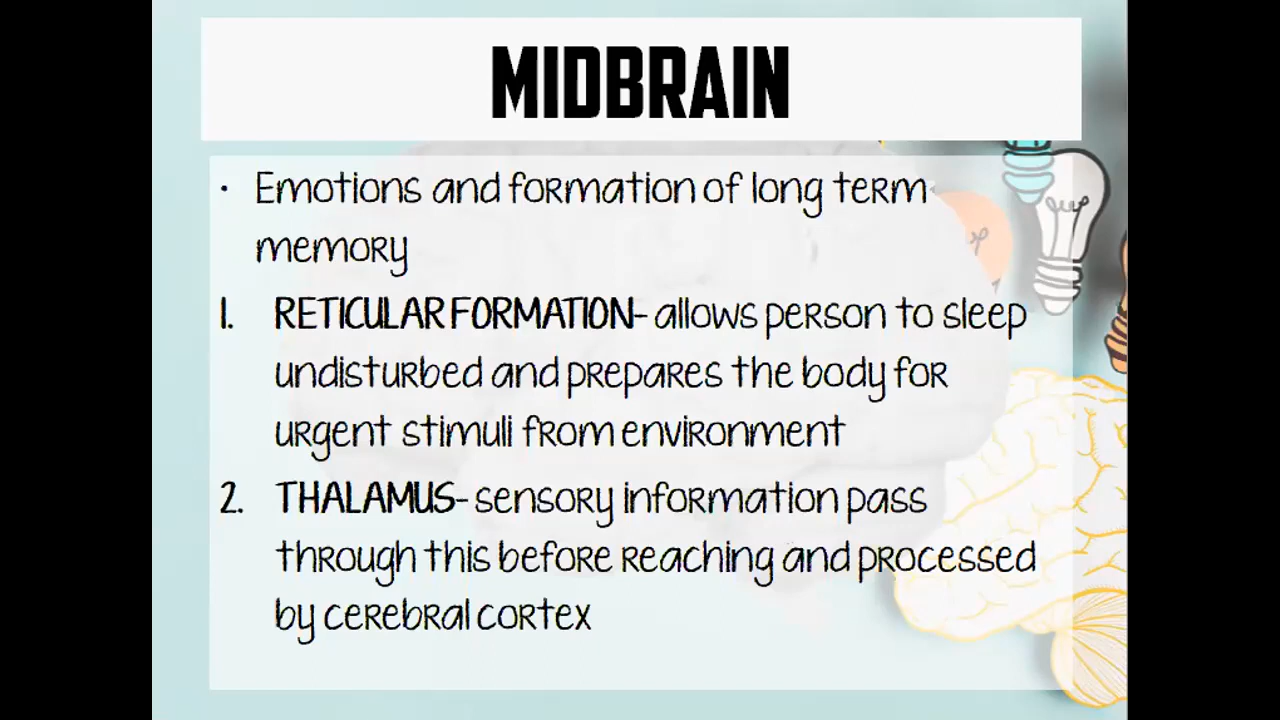 MIDBRAIN
• Emotions and formation of long term
memory
1. RETICULAR FORMATION- allows person to sleep
undisturbed and prepares the body for
urgent stimuli from environment
2. THALAMUS- sensory information pass
through this before reaching and processed
by cerebral cortex